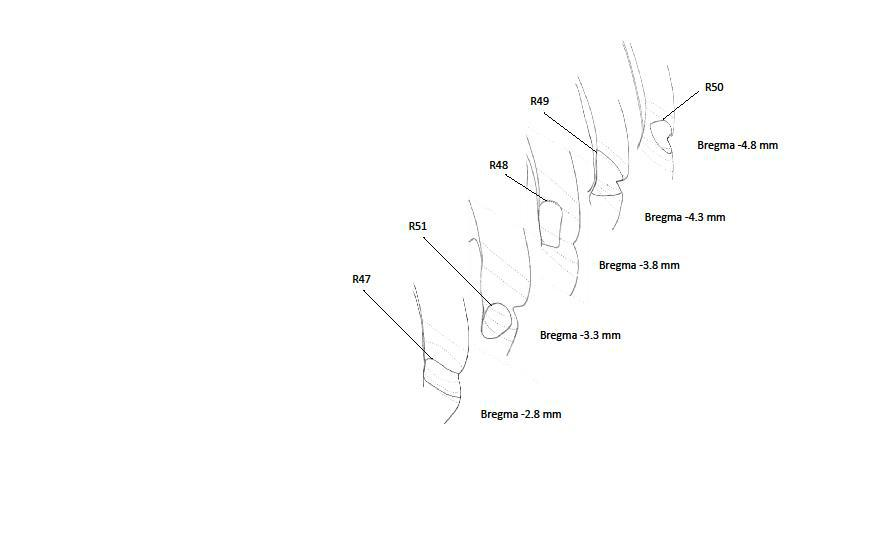 R50
R49
Bregma -4.8 mm
R48
Bregma -4.3 mm
R51
Bregma -3.8 mm
R47
Bregma -3.3 mm
Bregma -2.8 mm